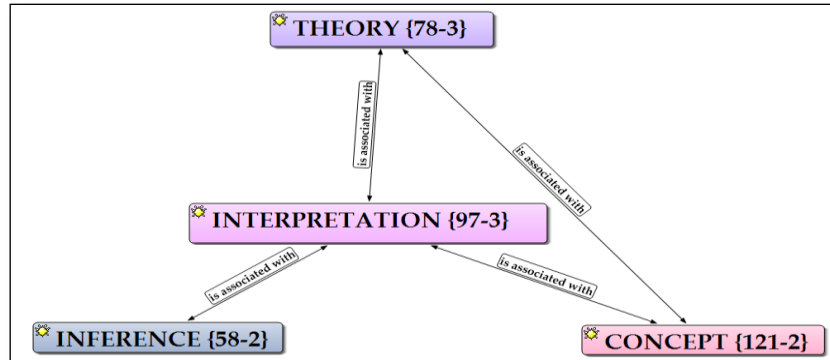 THEORY {78-3}
is associated with
is associated with
INTERPRETATION {97-3}
is associated with
is associated with
INFERENCE {58-2}
CONCEPT {121-2}